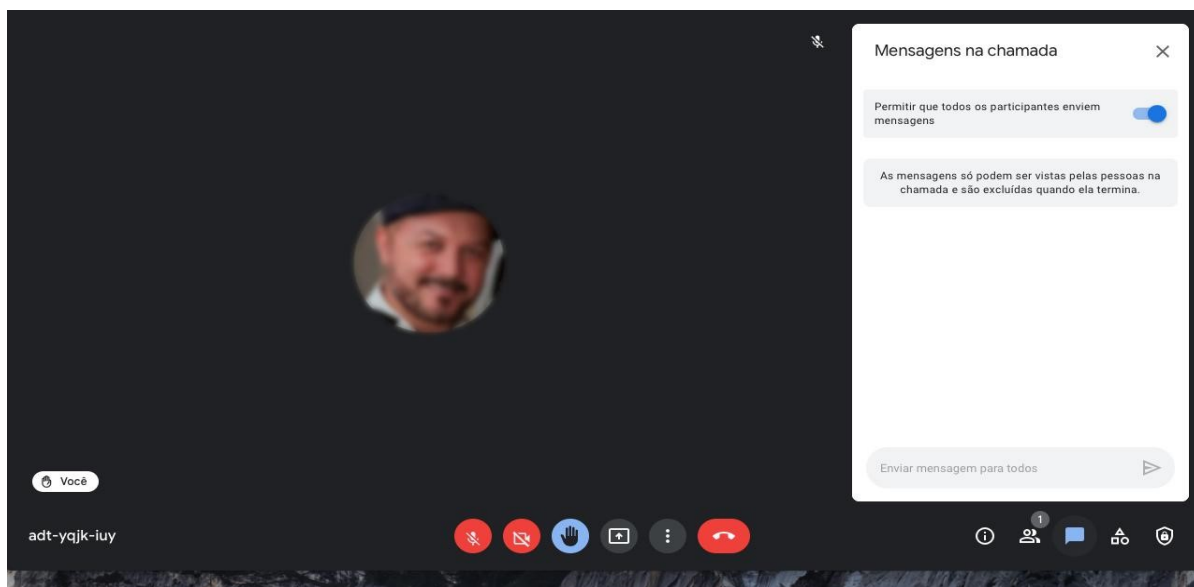 Mensagens na chamada
Permitir que todos os participantes enviem
mensagens
As mensagens só podem ser vistas pelas pessoas na
chamada e são excluídas quando ela termina.
Enviar mensagem para todos
Você
adt-yqjk-iuy
1